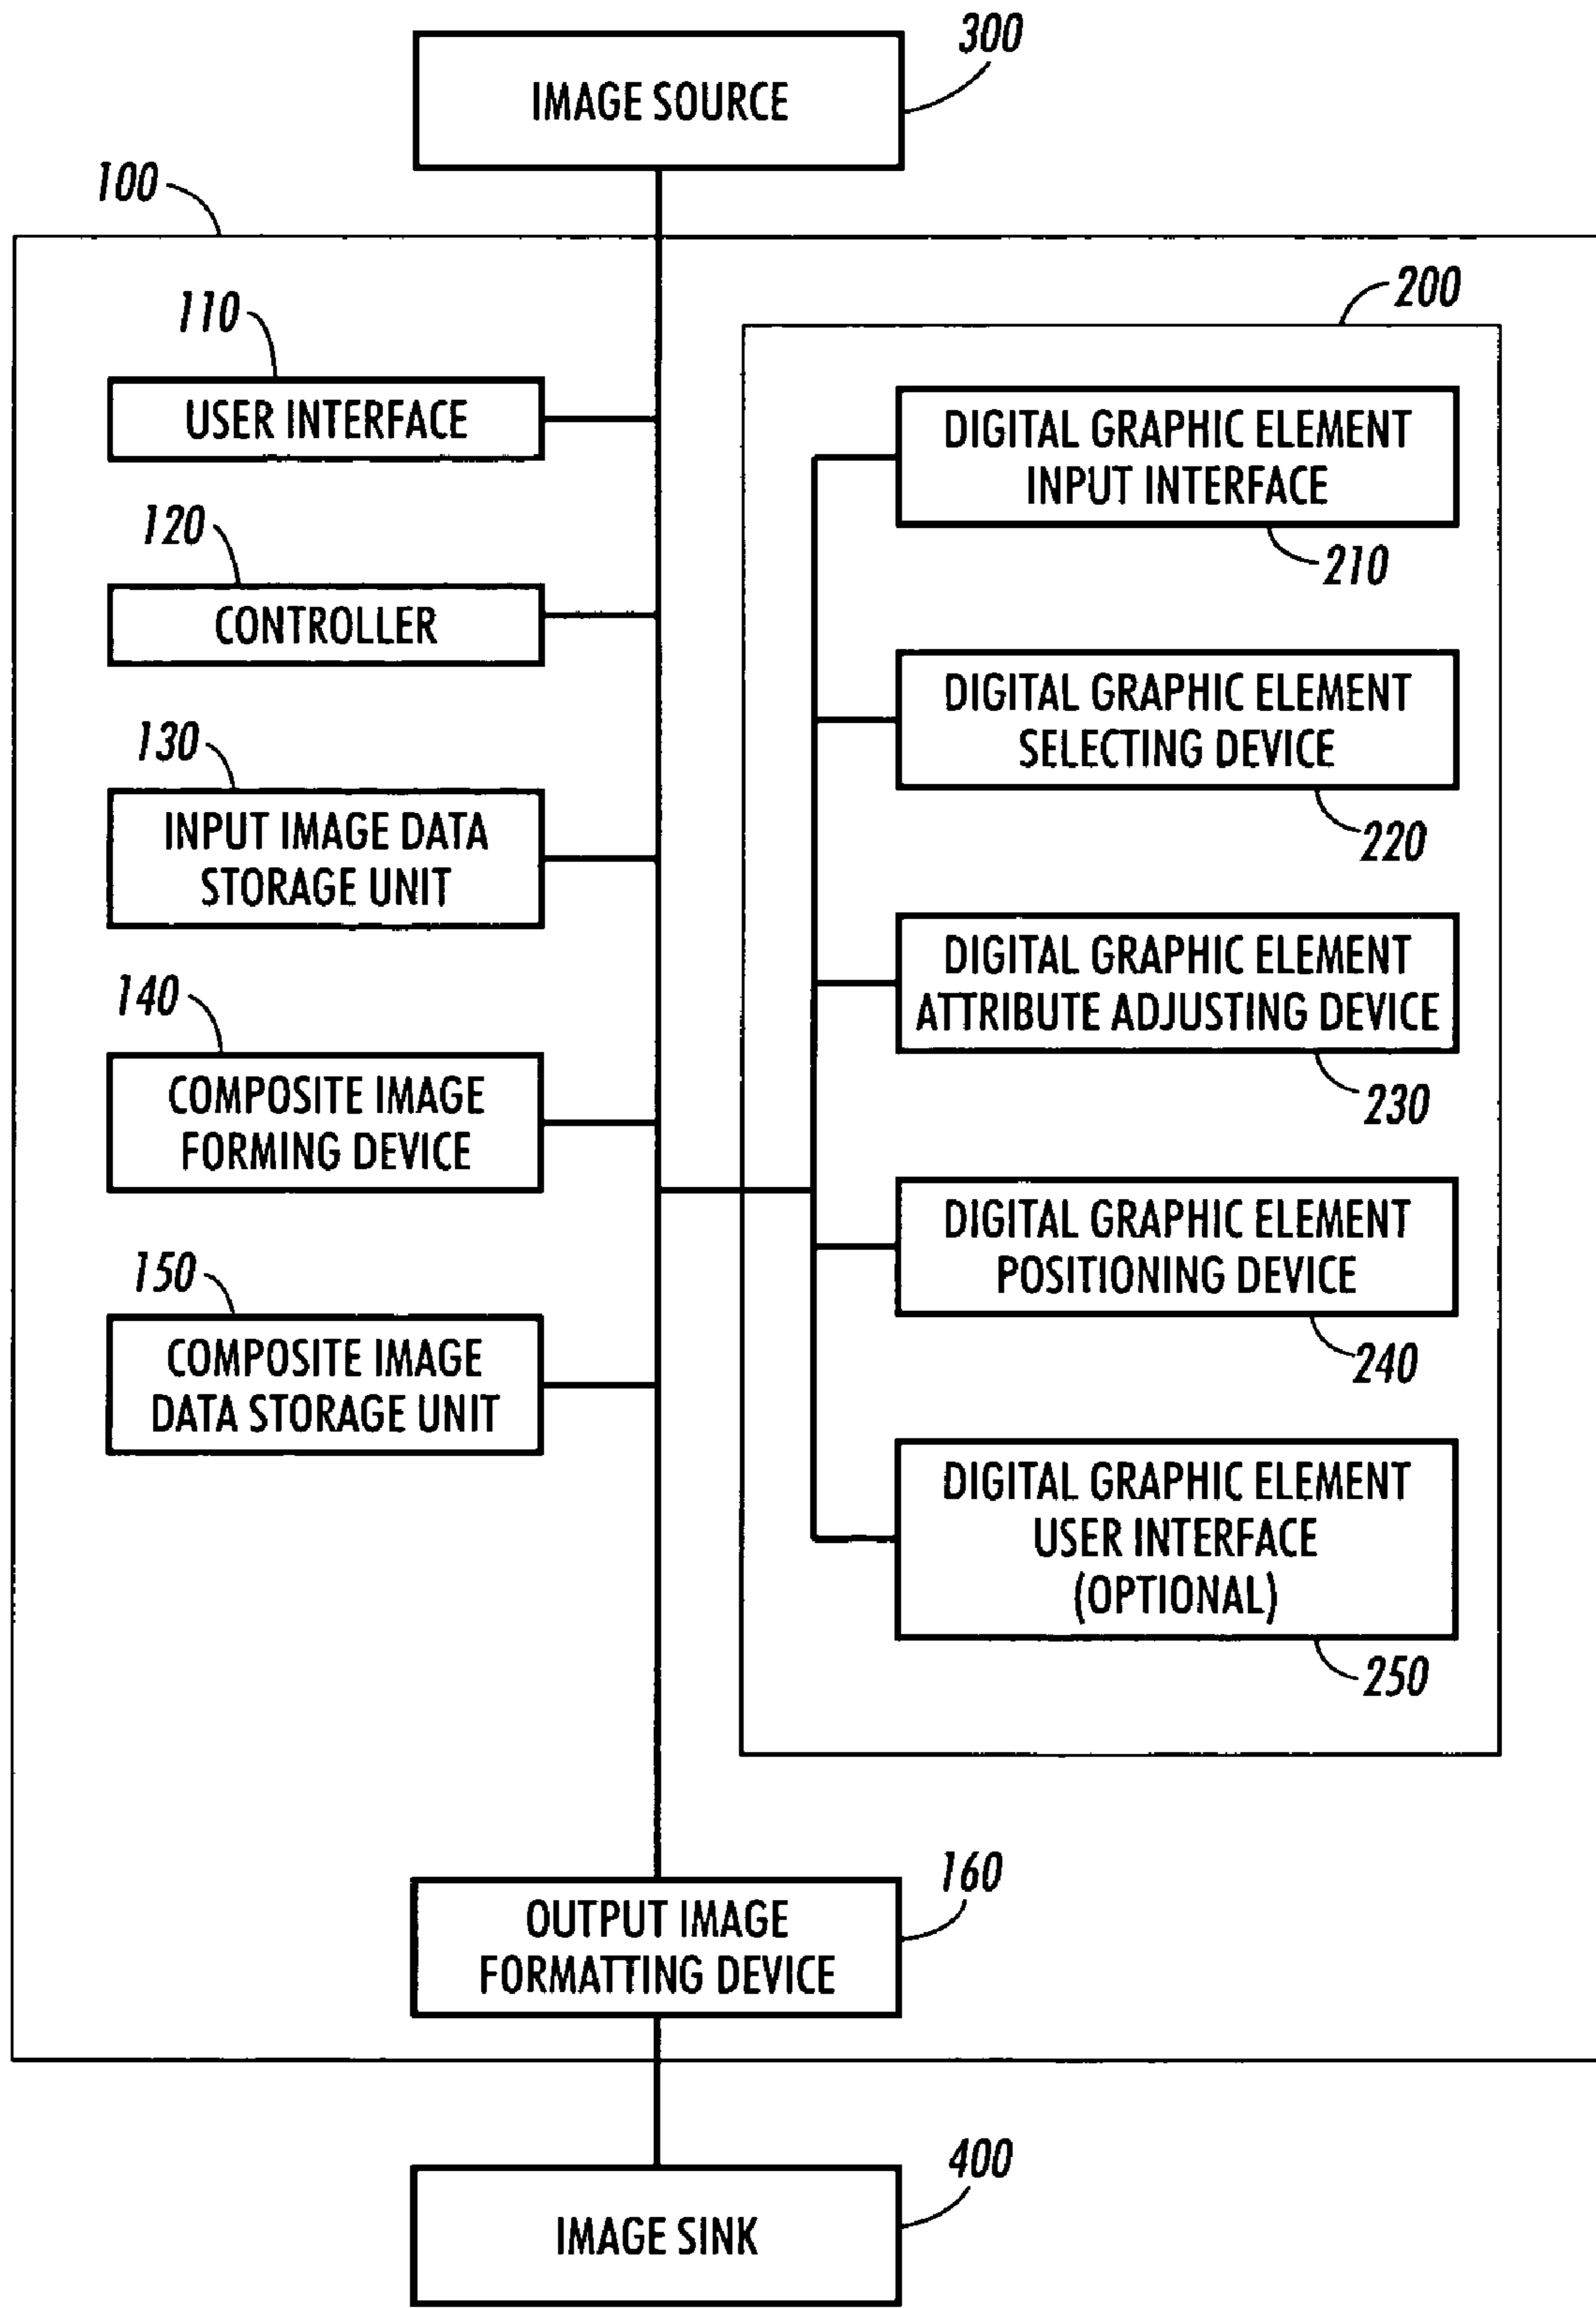 300
IMAGE SOURCE
100
200
110
USER INTERFACE
DIGITAL GRAPHIC ELEMENT
INPUT INTERFACE
210
120
CONTROLLER
DIGITAL GRAPHIC ELEMENT
SELECTING DEVICE
220
130
INPUT IMAGE DATA
STORAGE UNIT
DIGITAL GRAPHIC ELEMENT
ATTRIBUTE ADJUSTING DEVICE
230
140
COMPOSITE IMAGE
FORMING DEVICE
DIGITAL GRAPHIC ELEMENT
POSITIONING DEVICE
240
150
COMPOSITE IMAGE
DATA STORAGE UNIT
DIGITAL GRAPHIC ELEMENT
USER INTERFACE
(OPTIONAL)
250
160
OUTPUT IMAGE
FORMATTING DEVICE
400
IMAGE SINK